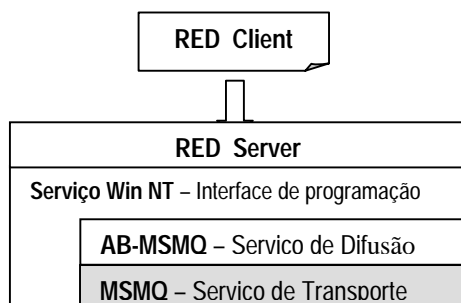 RED Client
RED Server
Serviço Win NT – Interface de programação
AB-MSMQ – Servico de Difusão
MSMQ – Servico de Transporte